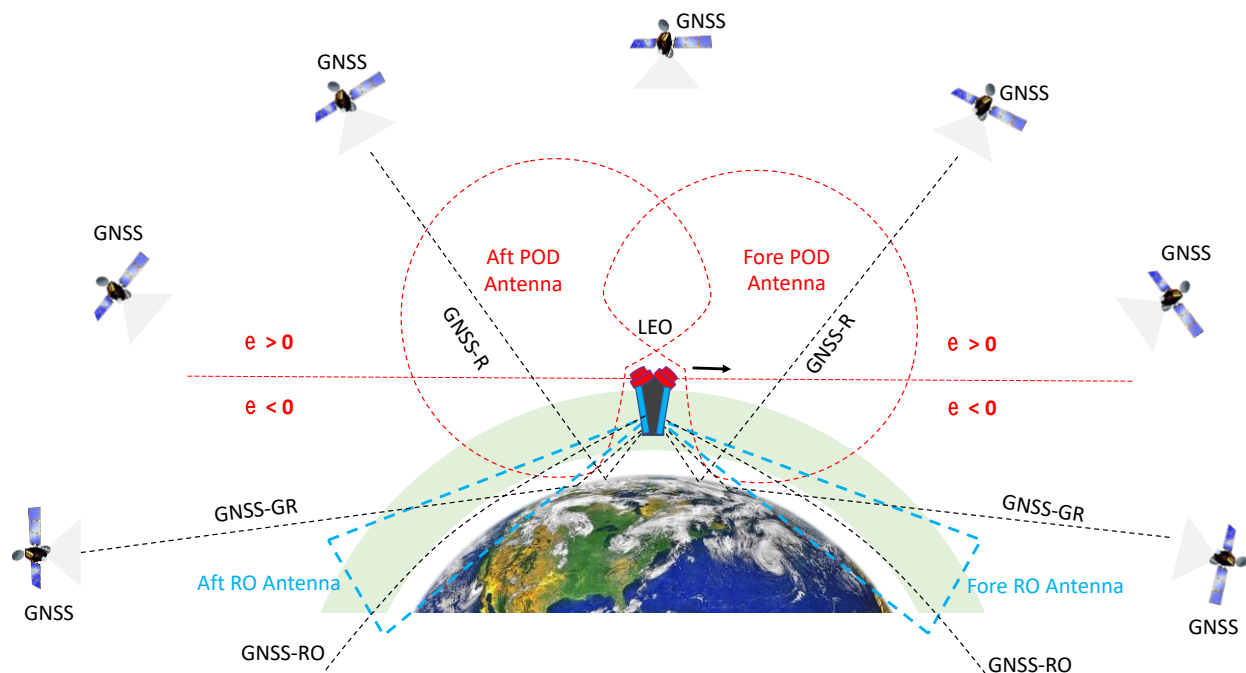 GNSS
GNSS
GNSS
GNSS
GNSS
Aft POD
Antenna
Fore POD
Antenna
LEO
GNSS-R
GNSS-R
e > 0
e > 0
e < 0
e < 0
GNSS-GR
GNSS-GR
Aft RO Antenna
Fore RO Antenna
GNSS
GNSS
GNSS-RO
GNSS-RO